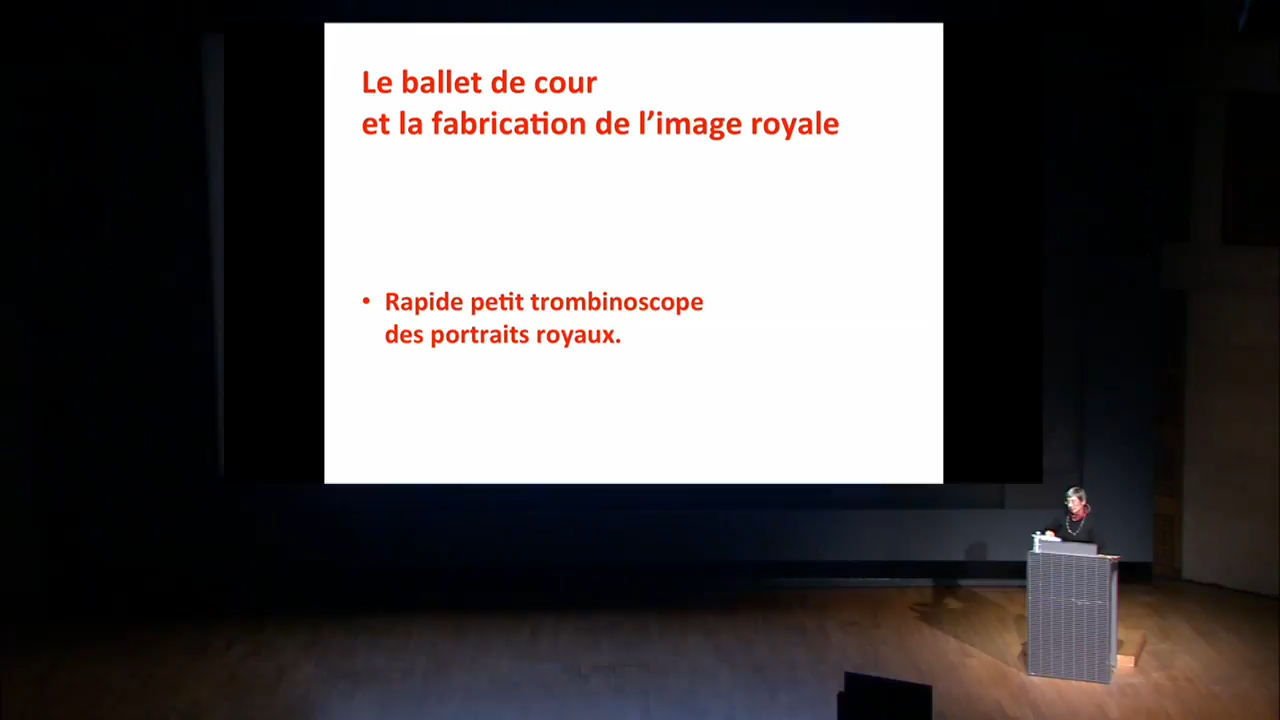 Le ballet de cour
et la fabrication de l’image royale
• Rapide petit trombinoscope
des portraits royaux.